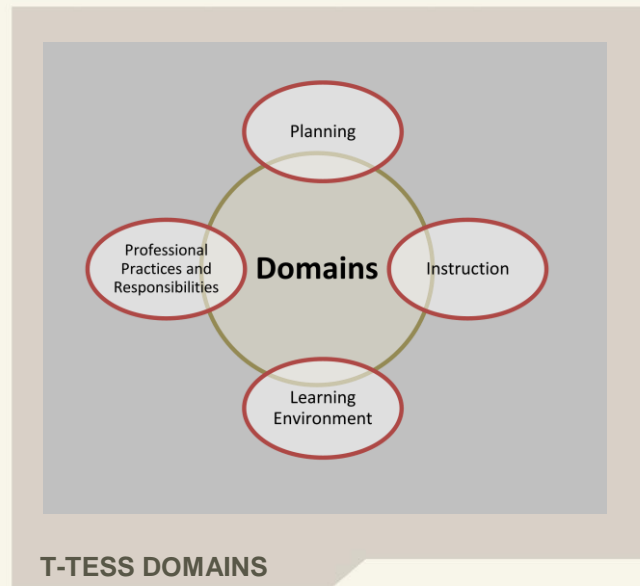 Planning
Professional
Practices and
Responsibilities
Domains
Instruction
Learning
Environment
T-TESS DOMAINS